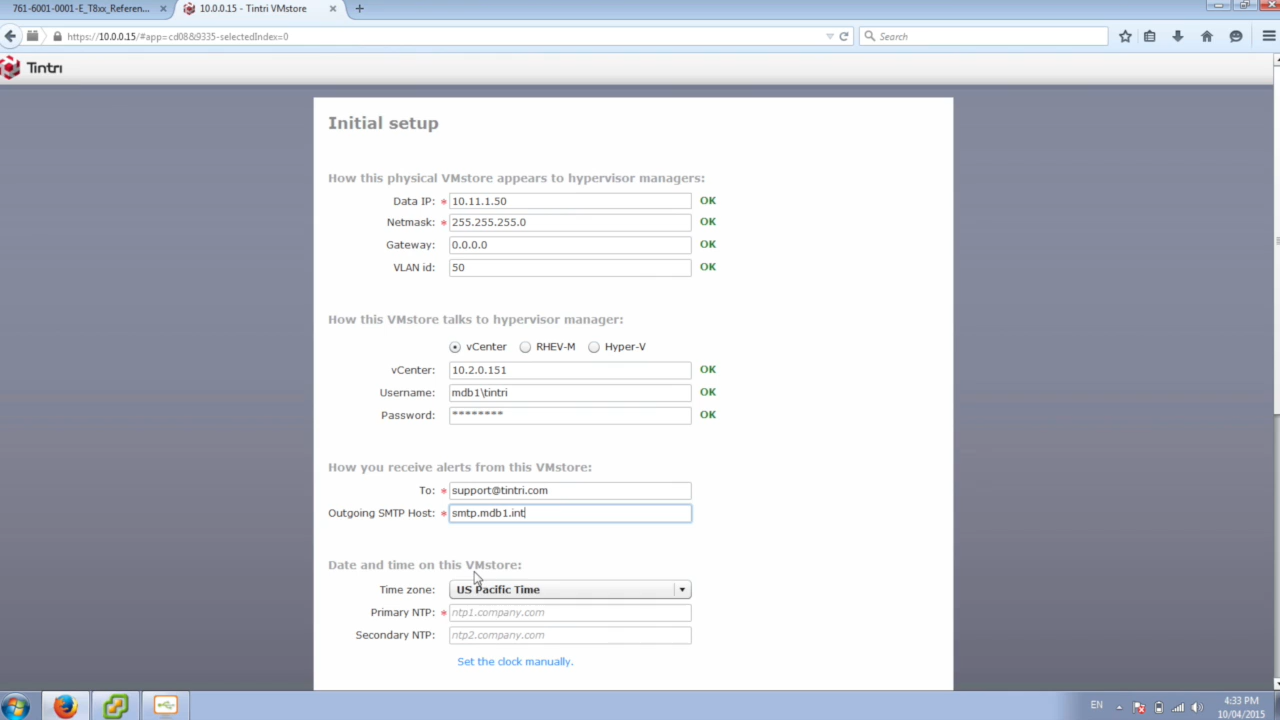 761-6001-0001-E_T8xx_Referen...
10.0.0.15 - Tintri VMstore
https://10.0.0.15/#app=cd08&9335-selectedIndex=0
Search
Tintri
Initial setup
How this physical VMstore appears to hypervisor managers:
Data IP: * 10.11.1.50 OK
Netmask: * 255.255.255.0 OK
Gateway: 0.0.0.0 OK
VLAN id: 50 OK
How this VMstore talks to hypervisor manager:
vCenter RHEV-M Hyper-V
vCenter: 10.2.0.151 OK
Username: mdb1\tintri OK
Password: ******** OK
How you receive alerts from this VMstore:
To: * support@tintri.com
Outgoing SMTP Host: * smtp.mdb1.int
Date and time on this VMstore:
Time zone: US Pacific Time
Primary NTP: * ntp1.company.com
Secondary NTP: ntp2.company.com
Set the clock manually.
EN
4:33 PM
10/04/2015